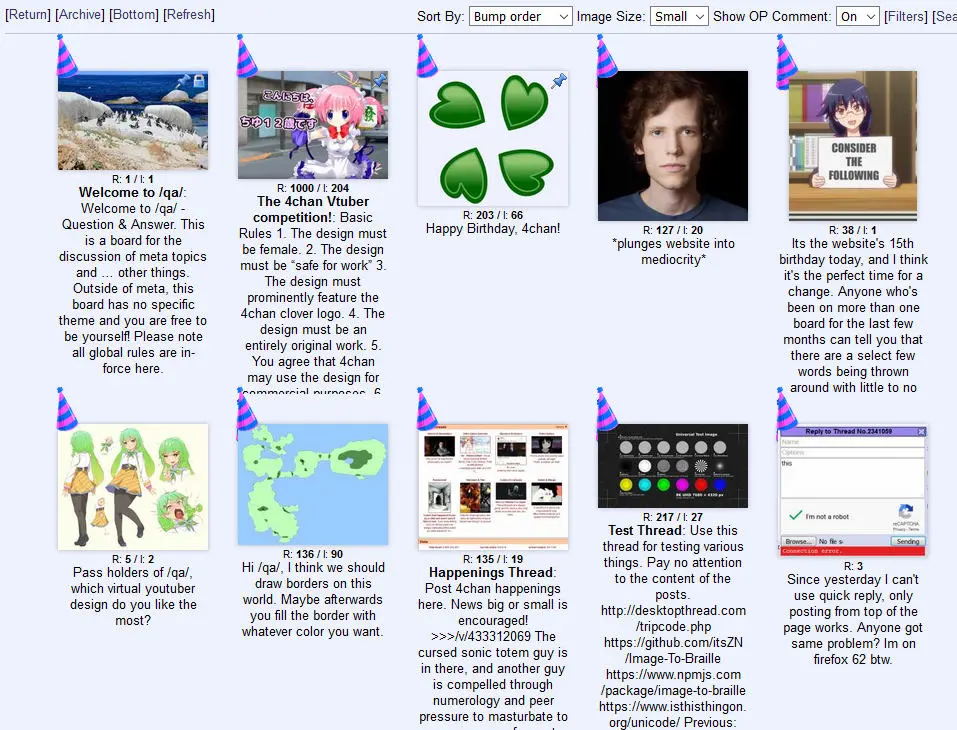 [Return] [Archive] [Bottom] [Refresh]
Sort By: Bump order Image Size: Small Show OP Comment: On [Filters] [Sea
R: 1 / I: 1
Welcome to /qa/:
Welcome to /qa/ -
Question & Answer. This
is a board for the
discussion of meta topics
and ... other things.
Outside of meta, this
board has no specific
theme and you are free to
be yourself! Please note
all global rules are in-
force here.
こんにちは、
ちゆ12歳です
R: 1000 / I: 204
The 4chan Vtuber
competition!: Basic
Rules 1. The design must
be female. 2. The design
must be “safe for work” 3.
The design must
prominently feature the
4chan clover logo. 4. The
design must be an
entirely original work. 5.
You agree that 4chan
may use the design for
commercial purposes. 6.
R: 203 / I: 66
Happy Birthday, 4chan!
R: 127 / I: 20
*plunges website into
mediocrity*
CONSIDER
THE
FOLLOWING
R: 38 / I: 1
Its the website's 15th
birthday today, and I think
it's the perfect time for a
change. Anyone who's
been on more than one
board for the last few
months can tell you that
there are a select few
words being thrown
around with little to no
R: 5 / I: 2
Pass holders of /qa/,
which virtual youtuber
design do you like the
most?
R: 136 / I: 90
Hi /qa/, I think we should
draw borders on this
world. Maybe afterwards
you fill the border with
whatever color you want.
R: 135 / I: 19
Happenings Thread:
Post 4chan happenings
here. News big or small is
encouraged!
>>>/v/433312069 The
cursed sonic totem guy is
in there, and another guy
is compelled through
numerology and peer
pressure to masturbate to
Universal Test Image
8K UHD 7680 x 4320 px
R: 217 / I: 27
Test Thread: Use this
thread for testing various
things. Pay no attention
to the content of the
posts.
http://desktopthread.com
/tripcode.php
https://github.com/itsZN
/Image-To-Braille
https://www.npmjs.com
/package/image-to-braille
https://www.isthisthingon.
org/unicode/ Previous:
Reply to Thread No.2341059
Name
Options
this
I'm not a robot
reCAPTCHA
Privacy - Terms
Browse... No file s Sending
Connection error.
R: 3
Since yesterday I can't
use quick reply, only
posting from top of the
page works. Anyone got
same problem? Im on
firefox 62 btw.